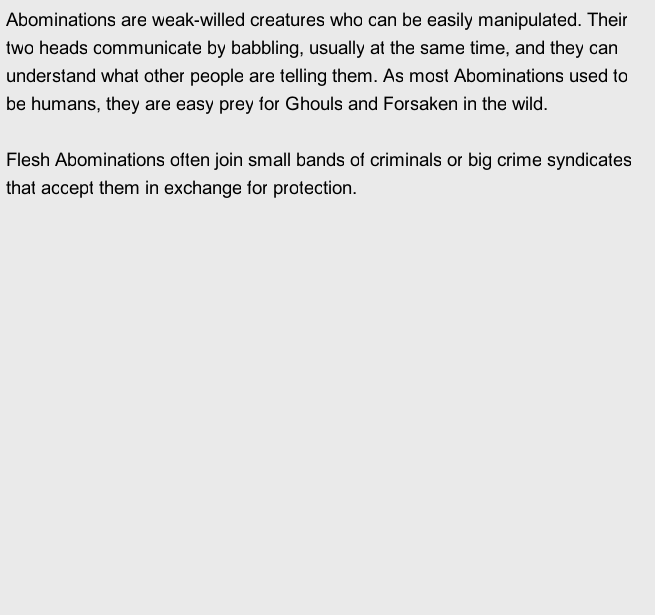 Abominations are weak-willed creatures who can be easily manipulated. Their
two heads communicate by babbling, usually at the same time, and they can
understand what other people are telling them. As most Abominations used to
be humans, they are easy prey for Ghouls and Forsaken in the wild.
Flesh Abominations often join small bands of criminals or big crime syndicates
that accept them in exchange for protection.